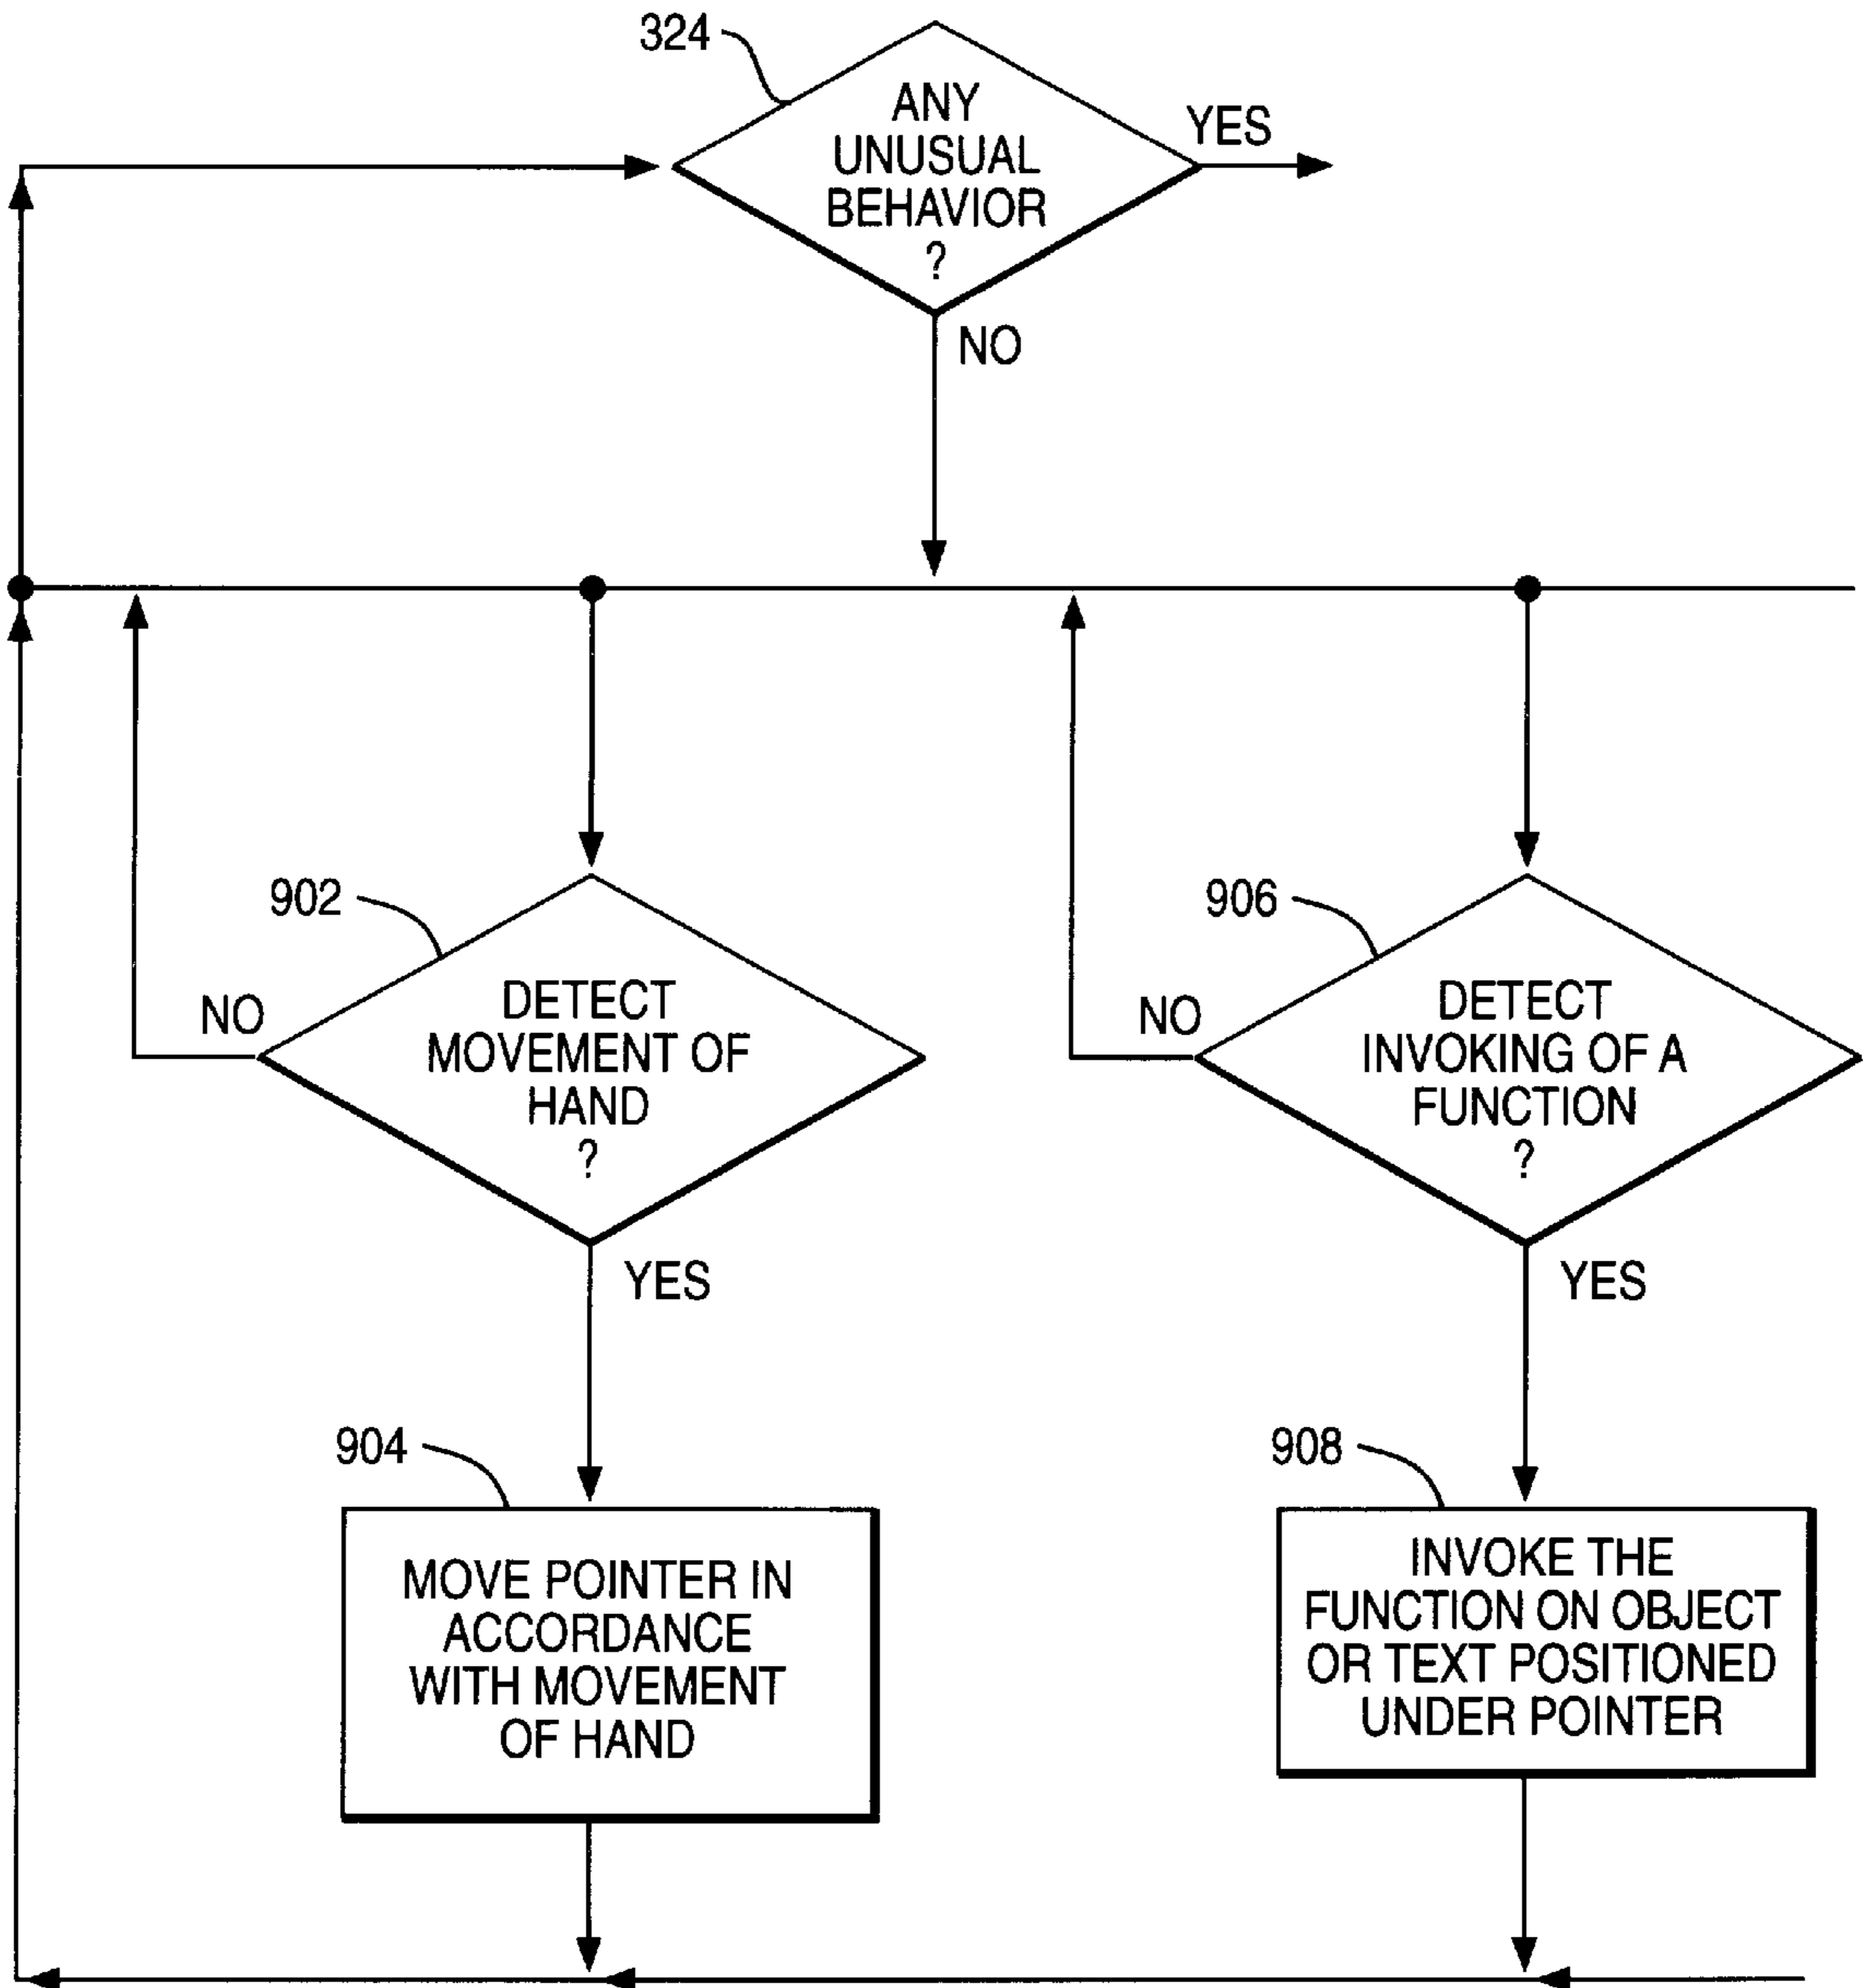 324
ANY
UNUSUAL
BEHAVIOR
?
YES
NO
902
DETECT
MOVEMENT OF
HAND
?
NO
YES
906
DETECT
INVOKING OF A
FUNCTION
?
NO
YES
904
MOVE POINTER IN
ACCORDANCE
WITH MOVEMENT
OF HAND
908
INVOKE THE
FUNCTION ON OBJECT
OR TEXT POSITIONED
UNDER POINTER